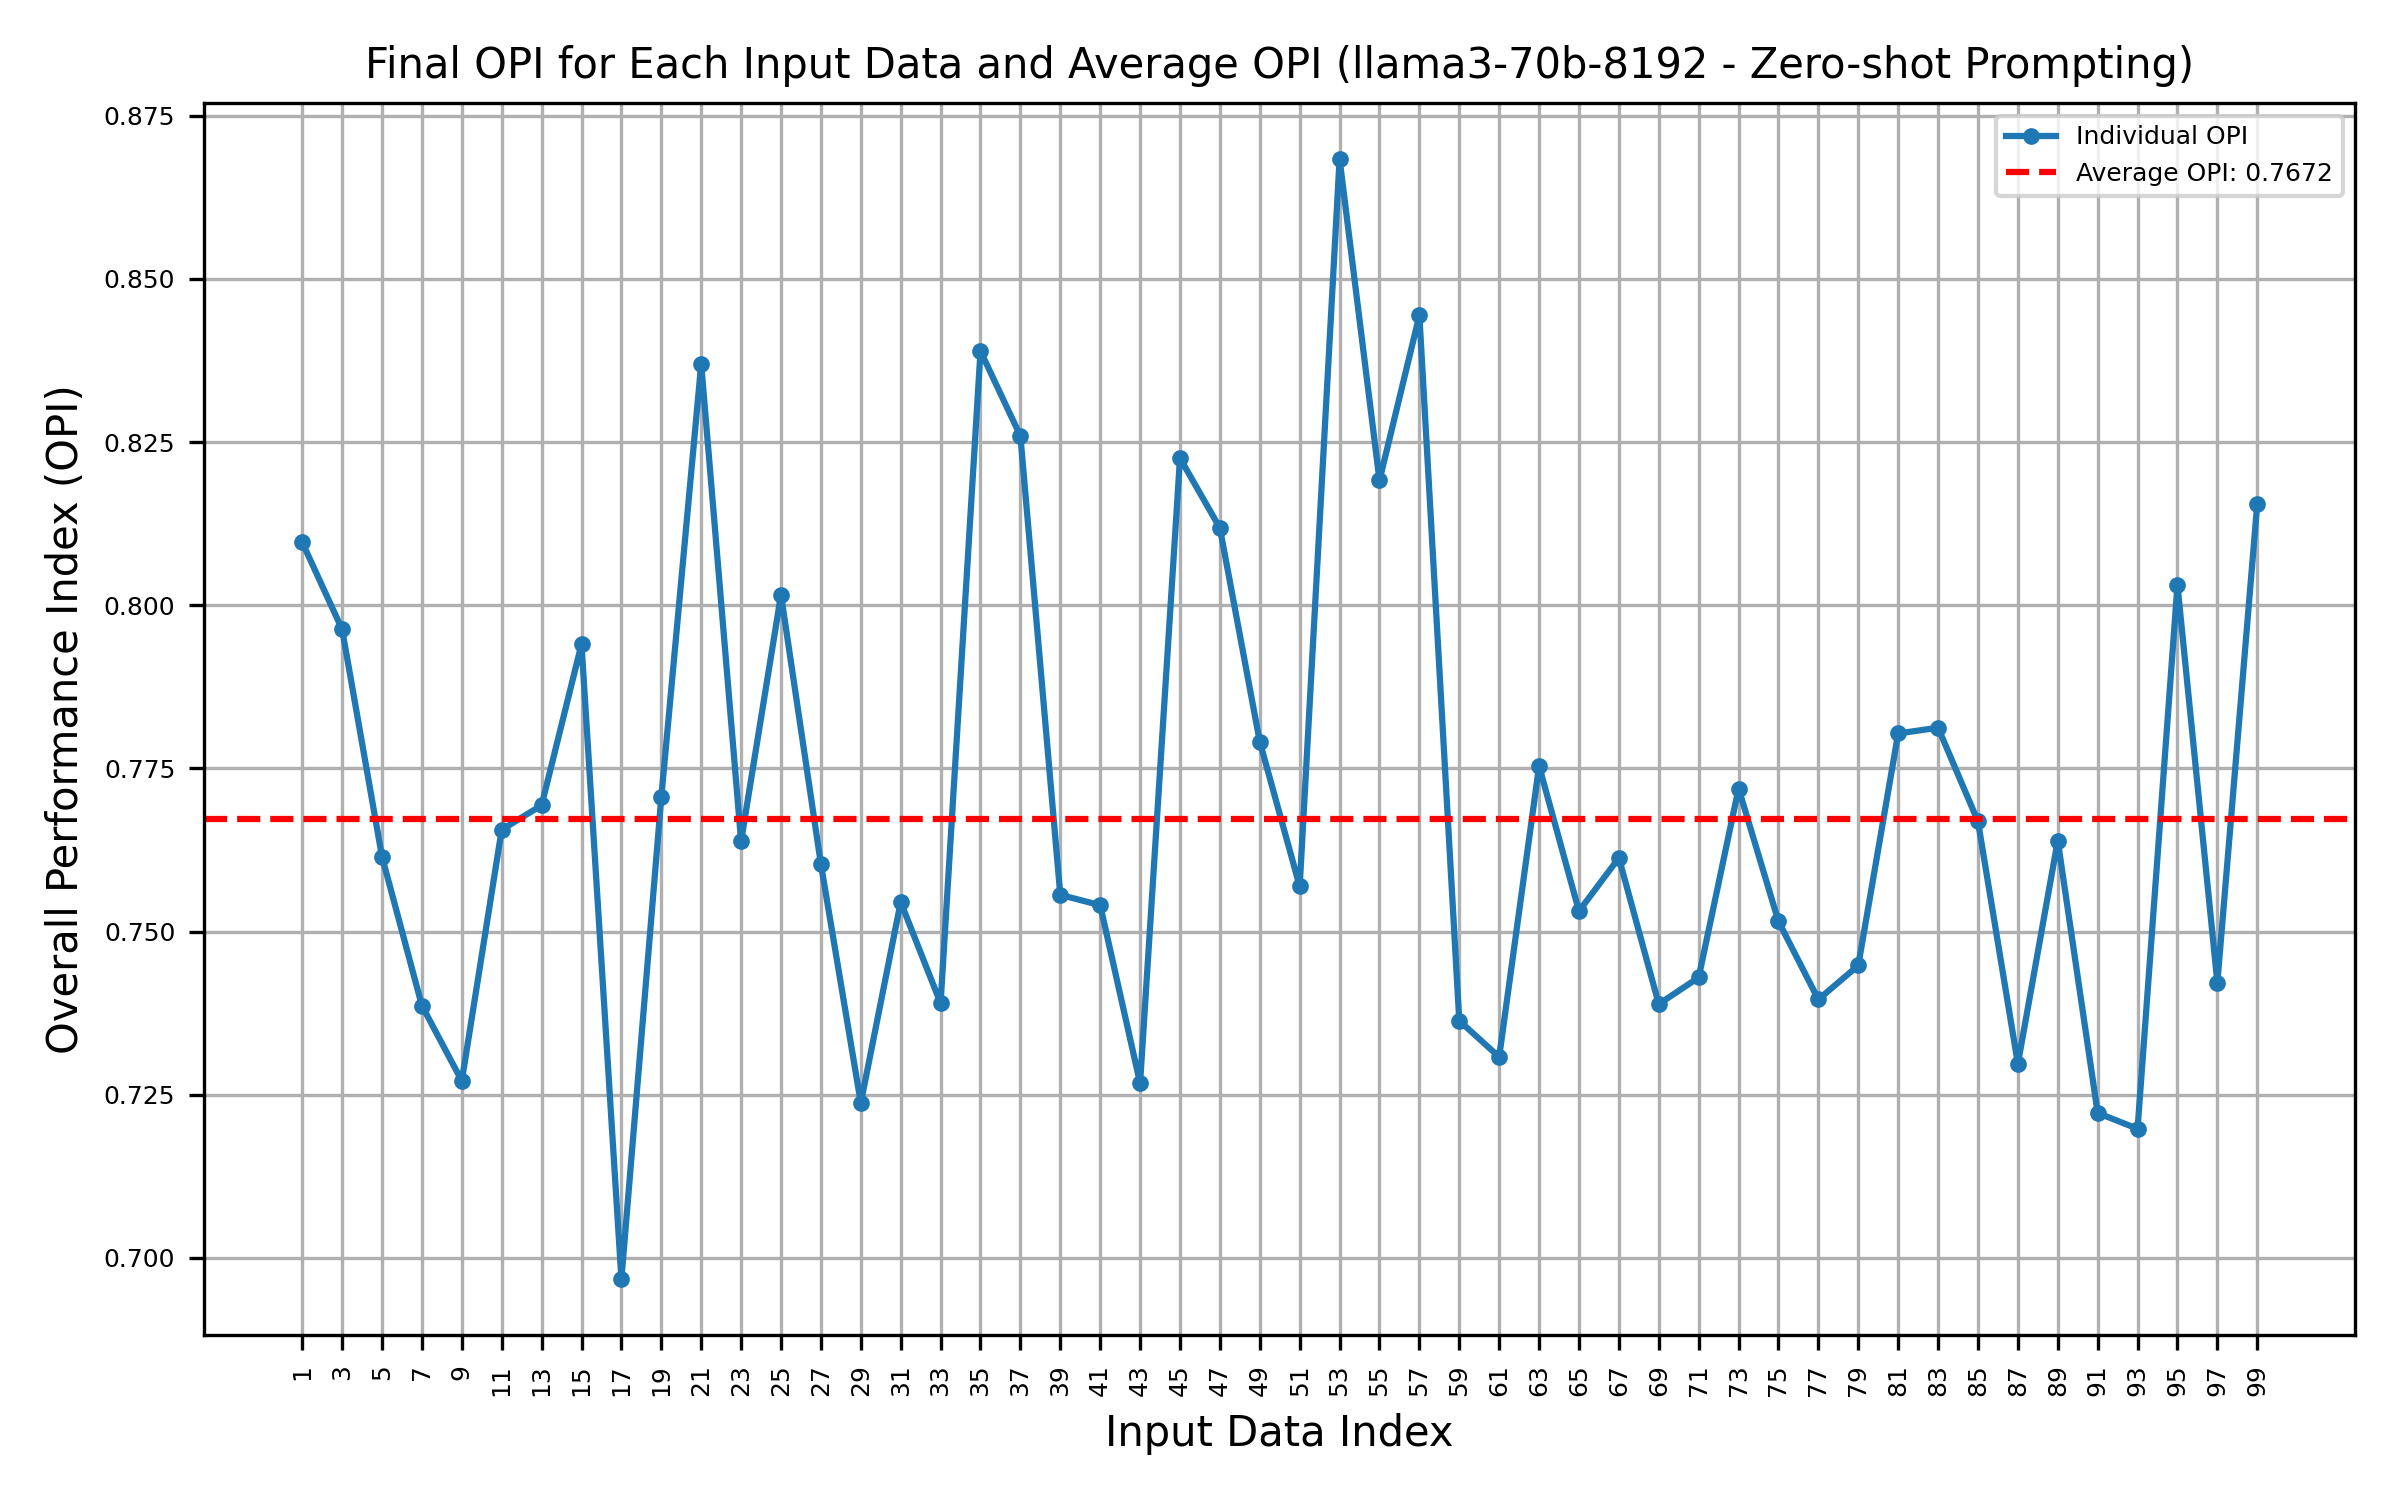 Final OPI for Each Input Data and Average OPI (llama3-70b-8192 - Zero-shot Prompting)
Individual OPI
Average OPI: 0.7672
Overall Performance Index (OPI)
0.875
0.850
0.825
0.800
0.775
0.750
0.725
0.700
1 3 5 7 9 11 13 15 17 19 21 23 25 27 29 31 33 35 37 39 41 43 45 47 49 51 53 55 57 59 61 63 65 67 69 71 73 75 77 79 81 83 85 87 89 91 93 95 97 99
Input Data Index